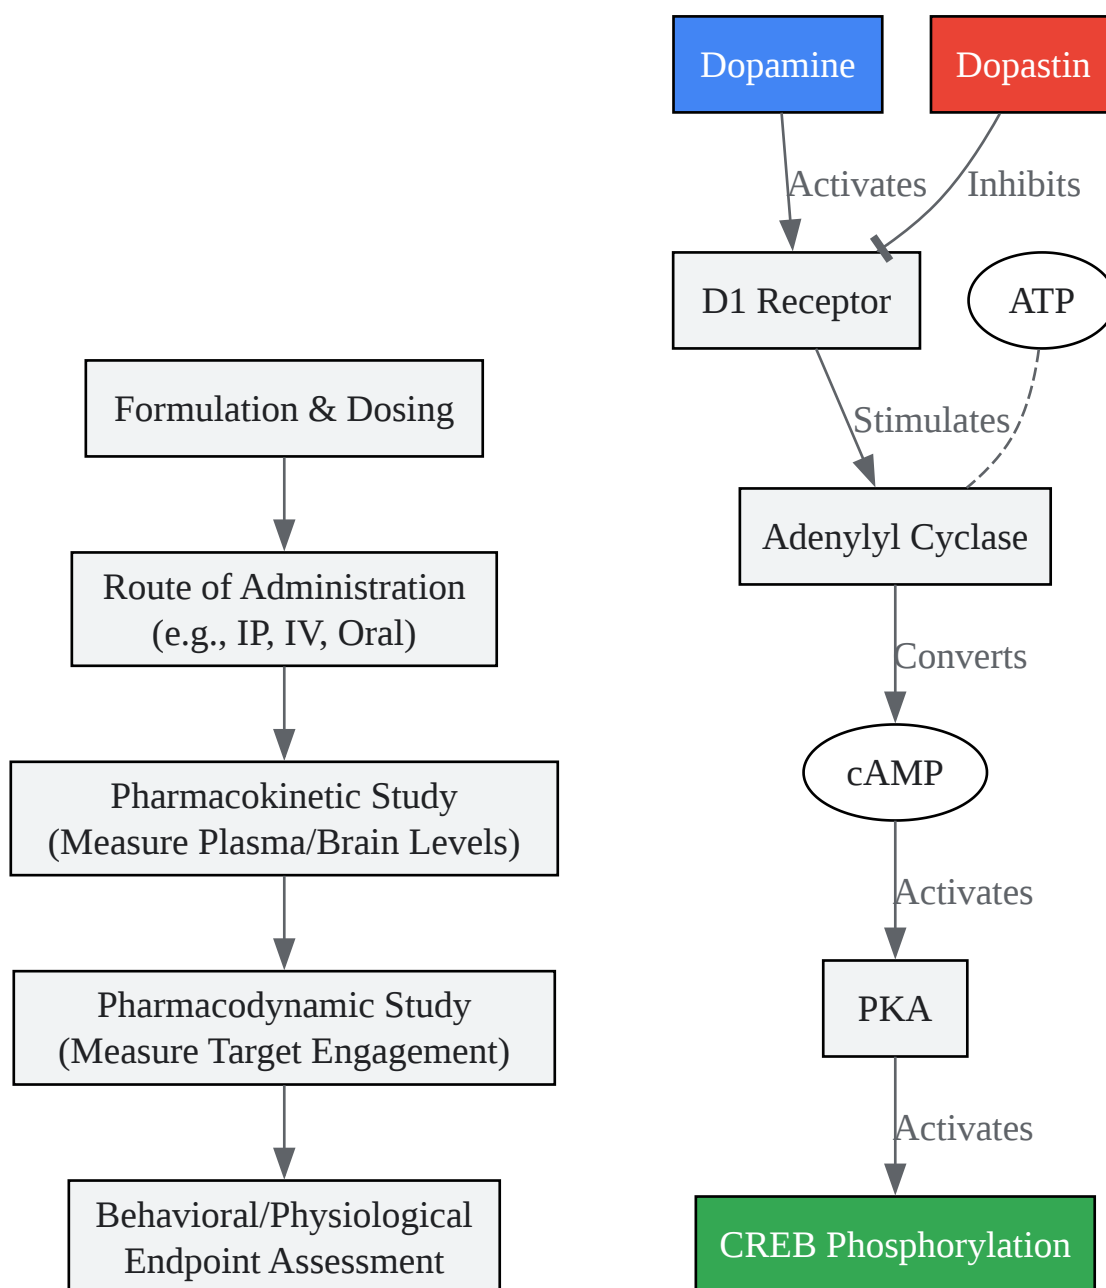 Formulation & Dosing
Route of Administration
(e.g., IP, IV, Oral)
Pharmacokinetic Study
(Measure Plasma/Brain Levels)
Pharmacodynamic Study
(Measure Target Engagement)
Behavioral/Physiological
Endpoint Assessment
Dopamine
Dopastin
Activates
Inhibits
D1 Receptor
ATP
Stimulates
Adenylyl Cyclase
Converts
cAMP
Activates
PKA
Activates
CREB Phosphorylation